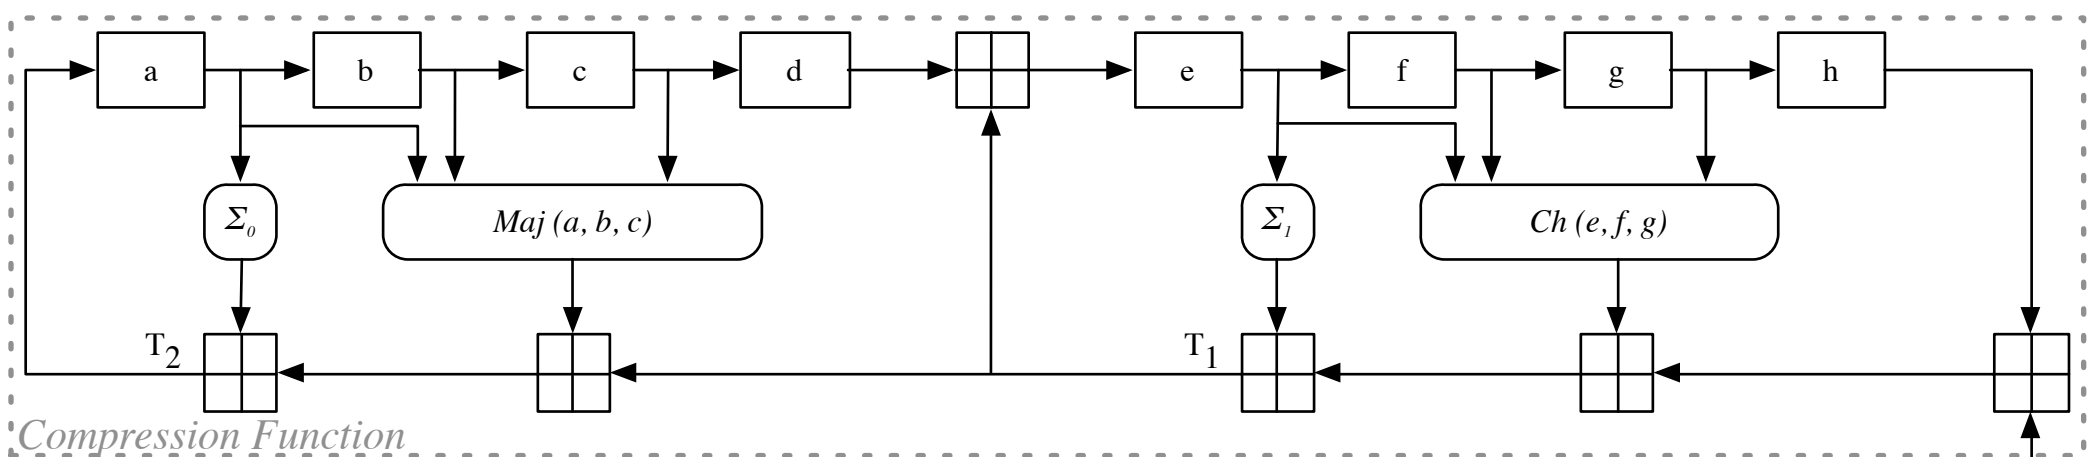 a b c d e f g h
Σ0 Maj (a, b, c) Σ1 Ch (e, f, g)
T2 T1
Compression Function